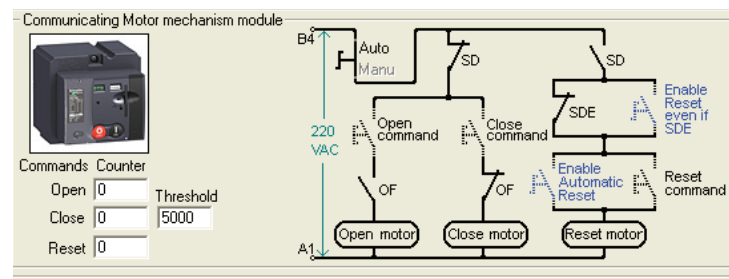 Communicating Motor mechanism module
B4
Auto
Manu
SD
SD
220
VAC
Open
command
Close
command
SDE
Enable
Reset
even if
SDE
Commands Counter
Open 0
Threshold
Close 0
5000
Reset 0
OF
OF
Enable
Automatic
Reset
Reset
command
A1
Open motor
Close motor
Reset motor